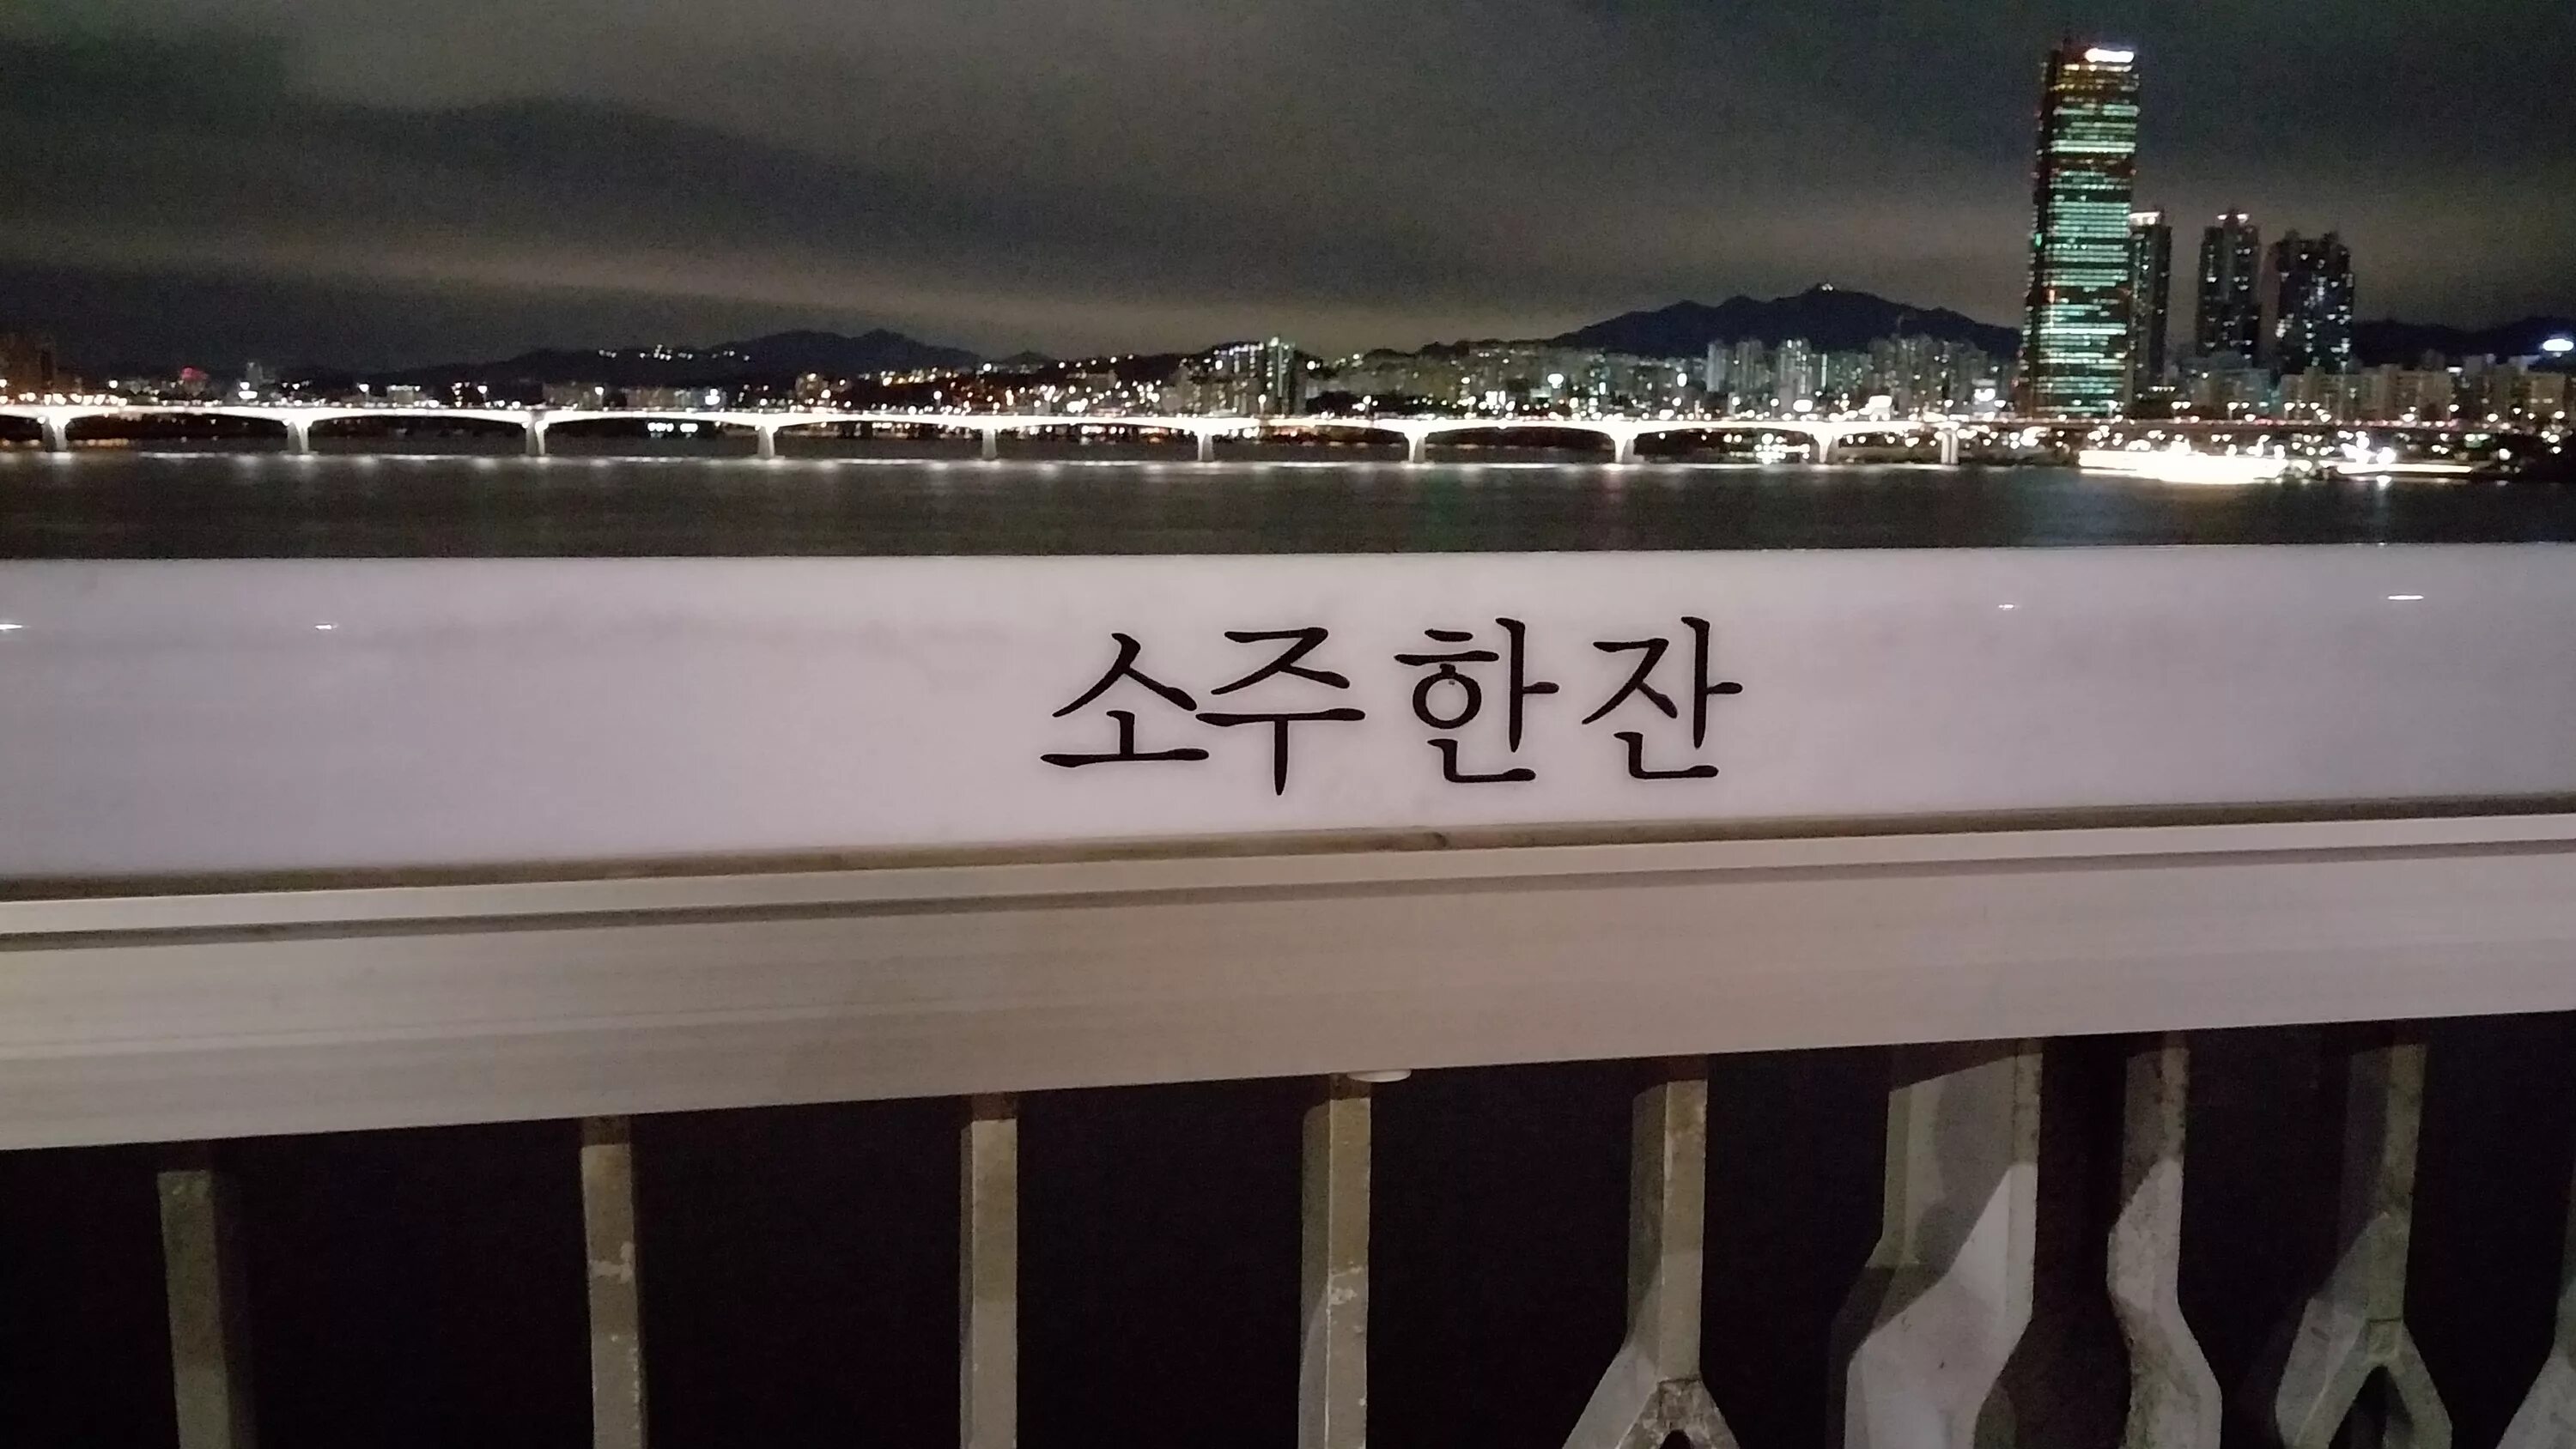 소주 한 잔